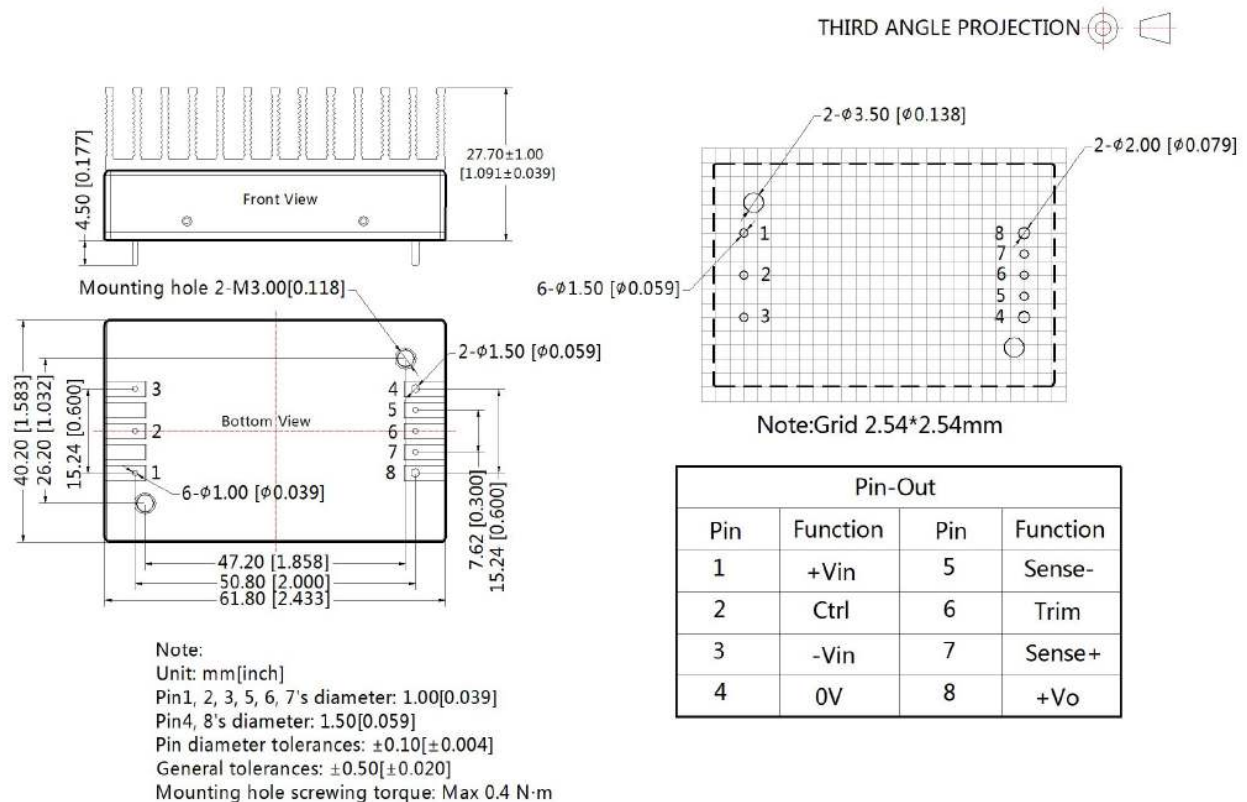 THIRD ANGLE PROJECTION
4.50 [0.177]
Front View
27.70±1.00
[1.091±0.039]
Mounting hole 2-M3.00[0.118]
2-φ1.50 [φ0.059]
40.20 [1.583]
26.20 [1.032]
15.24 [0.600]
3
2
1
Bottom View
4
5
6
7
8
6-φ1.00 [φ0.039]
7.62 [0.300]
15.24 [0.600]
47.20 [1.858]
50.80 [2.000]
61.80 [2.433]
Note:
Unit: mm[inch]
Pin1, 2, 3, 5, 6, 7's diameter: 1.00[0.039]
Pin4, 8's diameter: 1.50[0.059]
Pin diameter tolerances: ±0.10[±0.004]
General tolerances: ±0.50[±0.020]
Mounting hole screwing torque: Max 0.4 N·m
2-φ3.50 [φ0.138]
2-φ2.00 [φ0.079]
6-φ1.50 [φ0.059]
1
2
3
8
7
6
5
4
Note:Grid 2.54*2.54mm
Pin-Out
Pin Function Pin Function
1 +Vin 5 Sense-
2 Ctrl 6 Trim
3 -Vin 7 Sense+
4 0V 8 +Vo